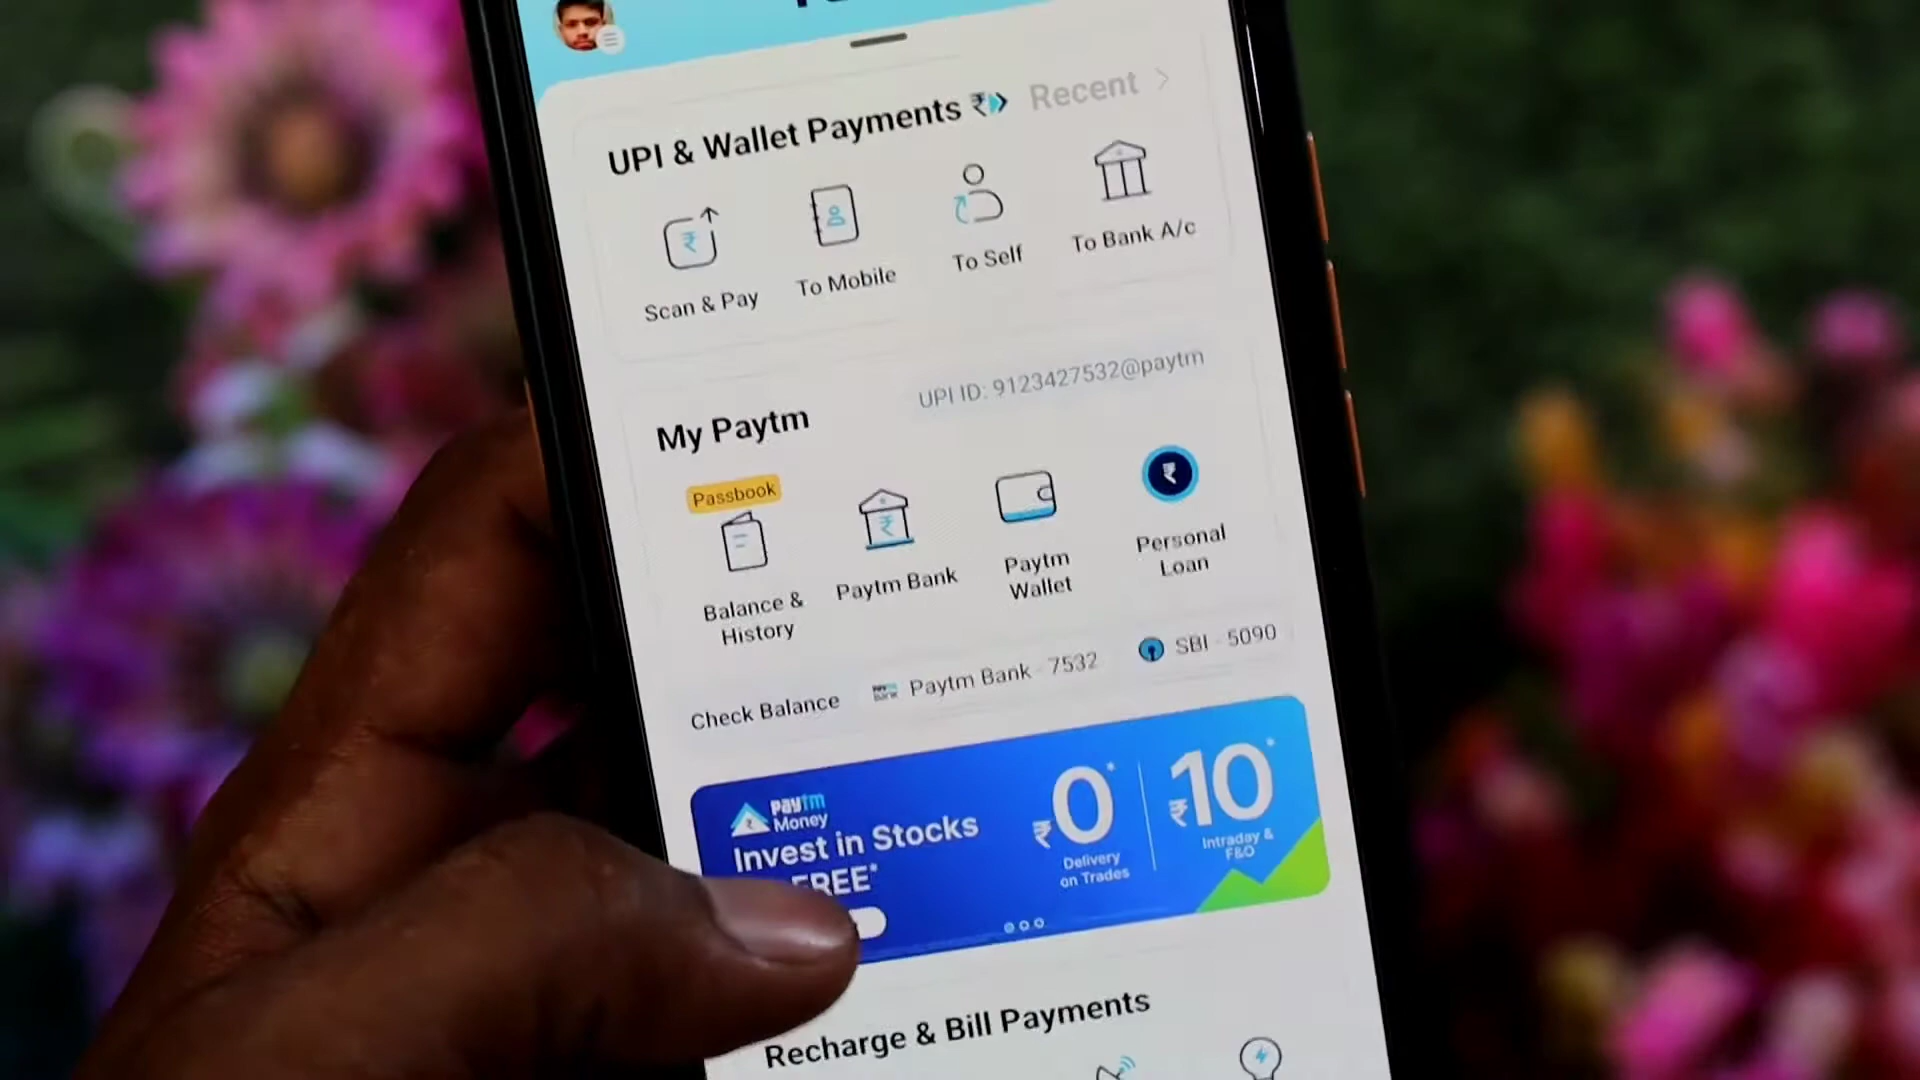 UPI & Wallet Payments
Recent
Scan & Pay
To Mobile
To Self
To Bank A/c
UPI ID: 9123427532@paytm
My Paytm
Passbook
Balance &
History
Paytm Bank
Paytm
Wallet
Personal
Loan
Check Balance
Paytm Bank - 7532
SBI - 5090
paytm
Money
Invest in Stocks
FREE*
₹0*
Delivery
on Trades
₹10*
Intraday &
F&O
Recharge & Bill Payments